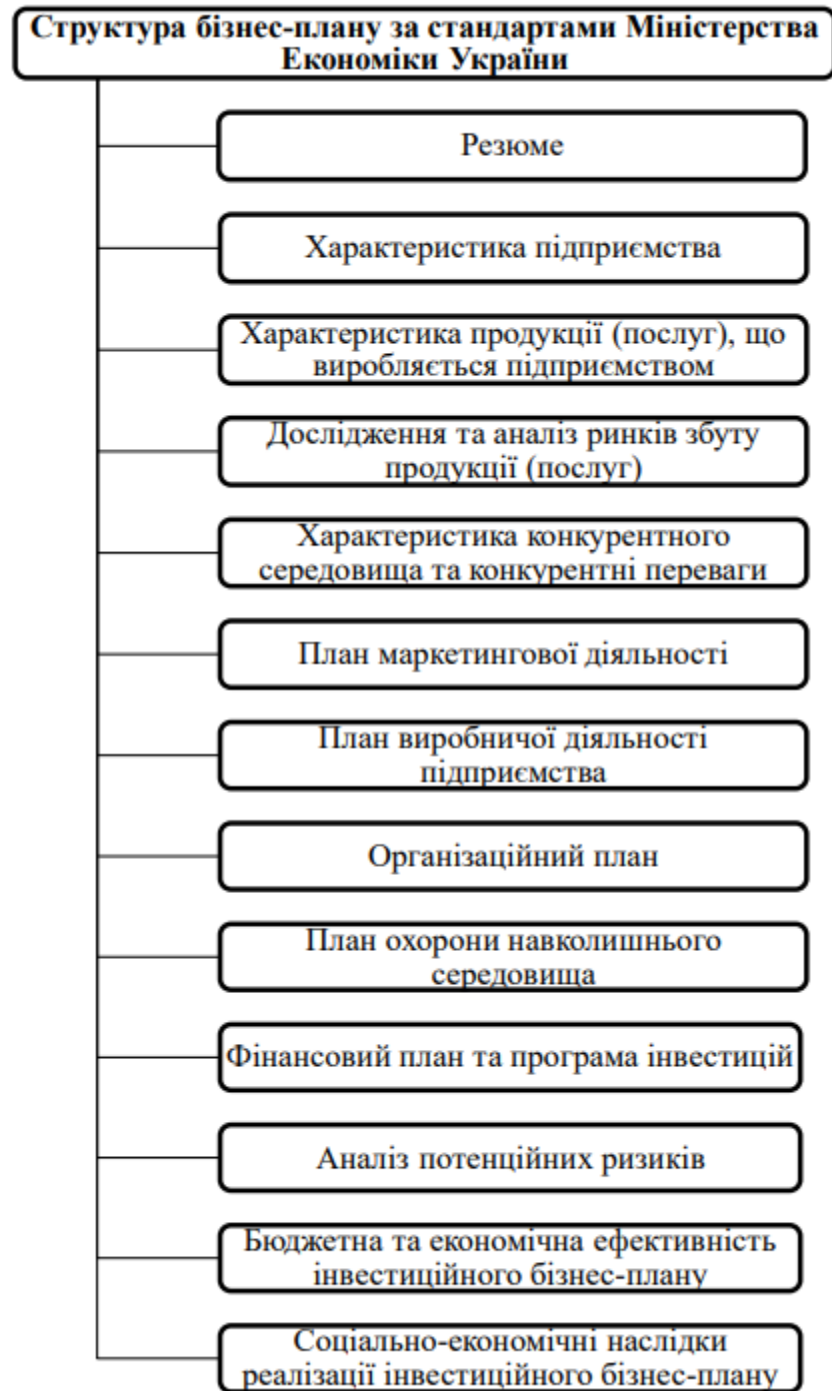 Структура бізнес-плану за стандартами Міністерства
Економіки України
Резюме
Характеристика підприємства
Характеристика продукції (послуг), що
виробляється підприємством
Дослідження та аналіз ринків збуту
продукції (послуг)
Характеристика конкурентного
середовища та конкурентні переваги
План маркетингової діяльності
План виробничої діяльності
підприємства
Організаційний план
План охорони навколишнього
середовища
Фінансовий план та програма інвестицій
Аналіз потенційних ризиків
Бюджетна та економічна ефективність
інвестиційного бізнес-плану
Соціально-економічні наслідки
реалізації інвестиційного бізнес-плану